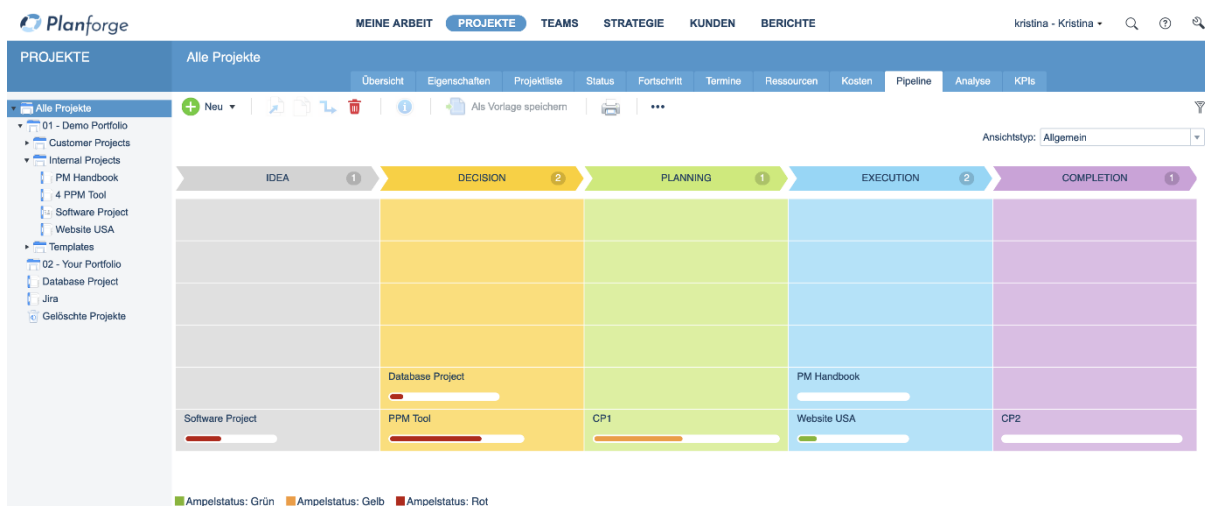 Planforge
MEINE ARBEIT PROJEKTE TEAMS STRATEGIE KUNDEN BERICHTE
kristina - Kristina
PROJEKTE
Alle Projekte
Übersicht Eigenschaften Projektliste Status Fortschritt Termine Ressourcen Kosten Pipeline Analyse KPIs
Neu Als Vorlage speichern
Alle Projekte
01 - Demo Portfolio
Customer Projects
Internal Projects
PM Handbook
4 PPM Tool
Software Project
Website USA
Templates
02 - Your Portfolio
Database Project
Jira
Gelöschte Projekte
Ansichtstyp: Allgemein
IDEA 1 DECISION 2 PLANNING 1 EXECUTION 2 COMPLETION 1
Database Project PM Handbook
Software Project PPM Tool CP1 Website USA CP2
Ampelstatus: Grün Ampelstatus: Gelb Ampelstatus: Rot